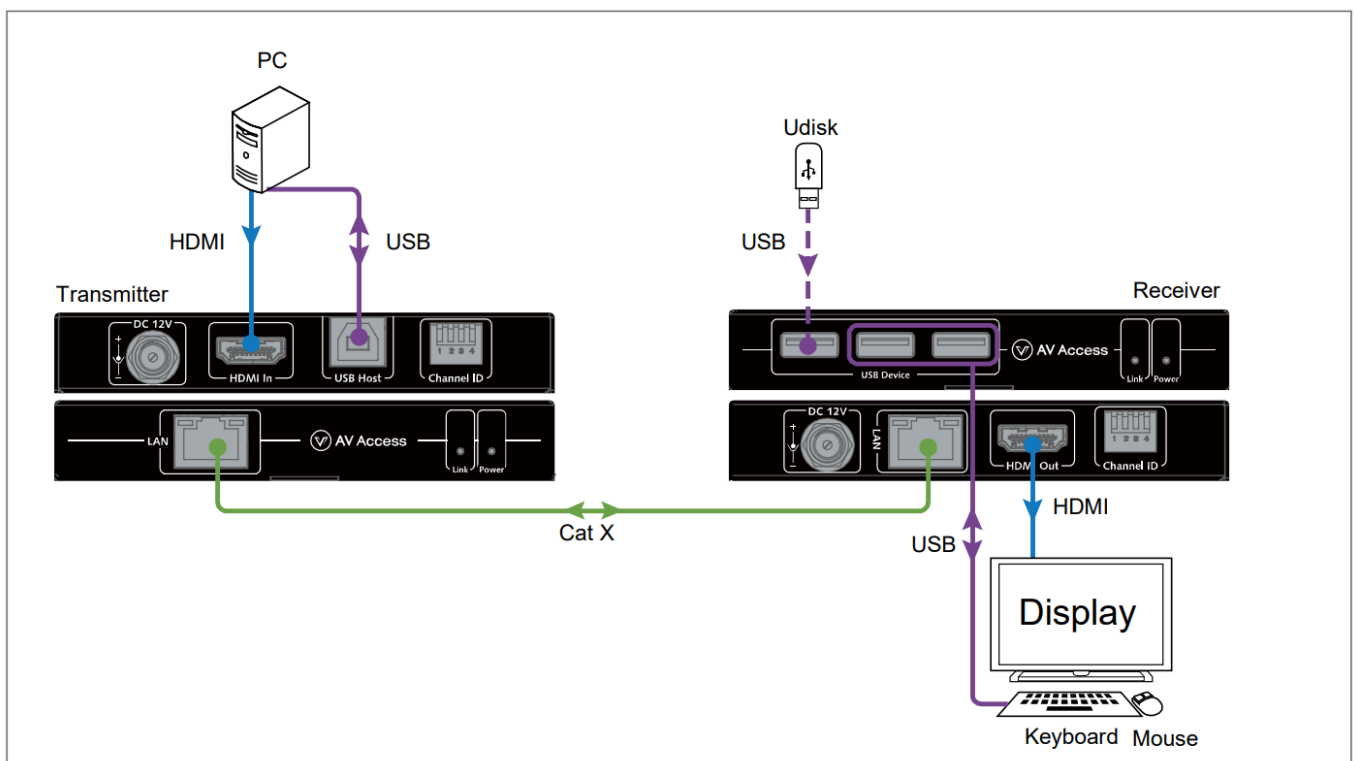 PC
Udisk
HDMI
USB
USB
Transmitter
Receiver
DC 12V
+
-
HDMI In
USB Host
1 2 3 4
Channel ID
USB Device
AV Access
Link
Power
LAN
AV Access
Link
Power
DC 12V
+
-
LAN
HDMI Out
1 2 3 4
Channel ID
Cat X
USB
HDMI
Display
Keyboard
Mouse